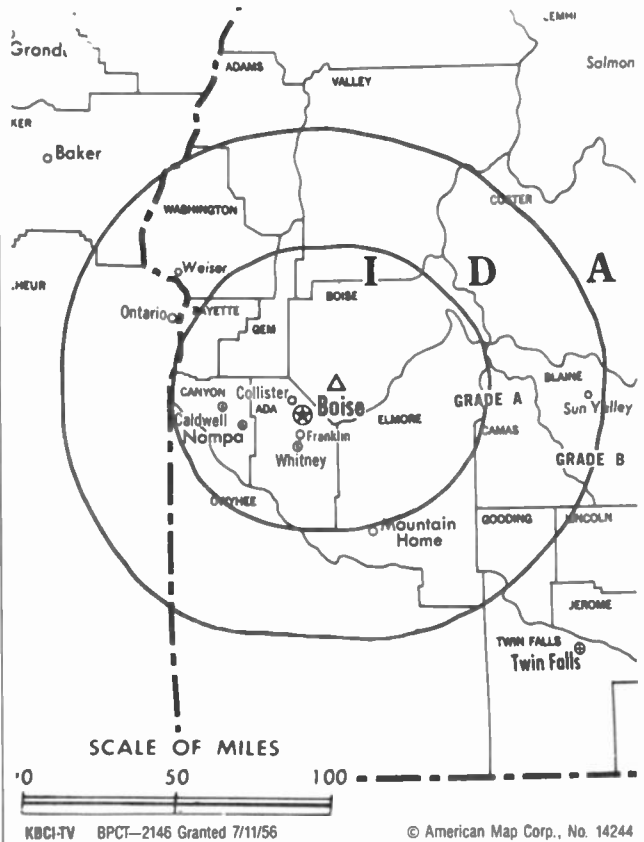 LEMHI
Grond
ADAMS
VALLEY
Salmon
KER
Baker
CUSTER
WASHINGTON
I D A
Weiser
.HEUR
PAYETTE
BOISE
Ontario
GEM
BLAINE
CANYON
Collister
Boise
GRADE A
Sun Valley
Caldwell
ADA
ELMORE
Nampa
Franklin
CAMAS
Whitney
GRADE B
OWYHEE
GOODING
LINCOLN
Mountain
Home
JEROME
TWIN FALLS
Twin Falls
SCALE OF MILES
0 50 100
KBCI-TV BPCT—2146 Granted 7/11/56 © American Map Corp., No. 14244